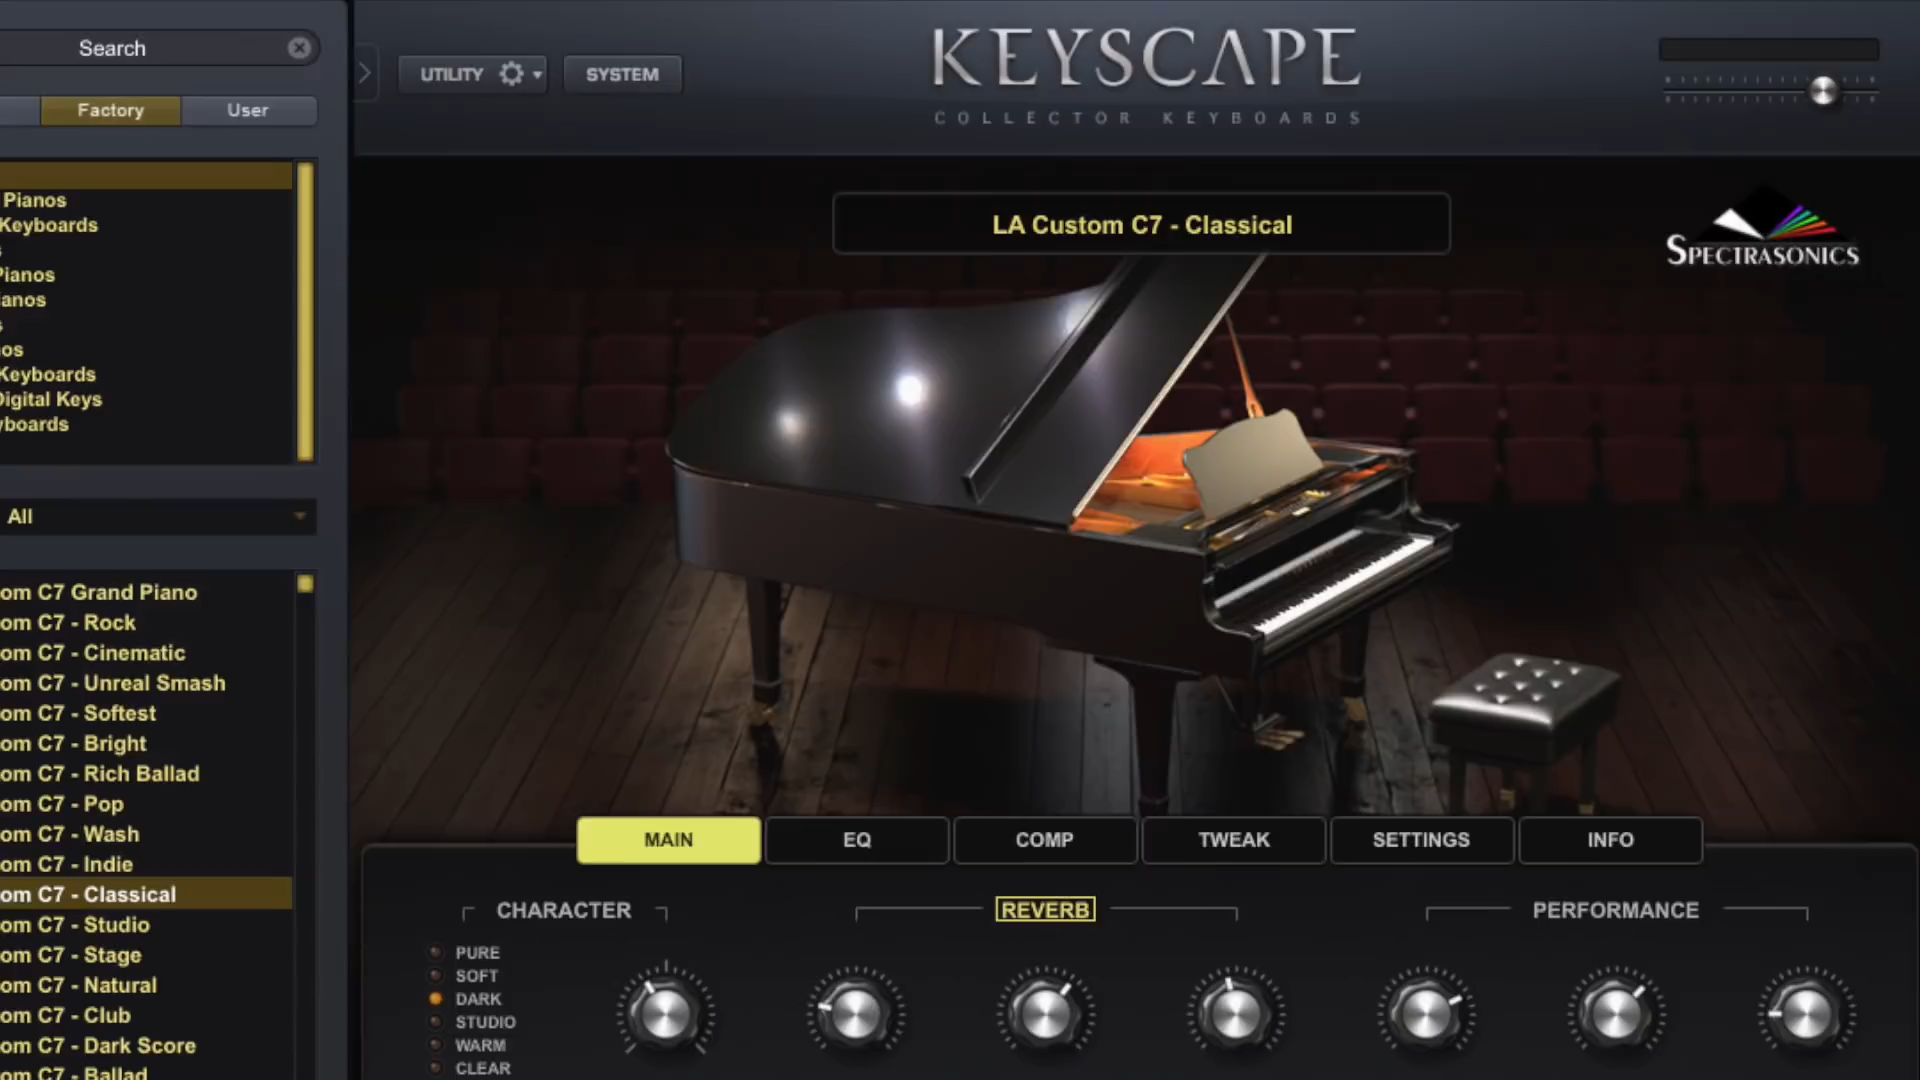 Search
Factory
User
Pianos
Keyboards
Pianos
ianos
os
Keyboards
Digital Keys
yboards
All
om C7 Grand Piano
om C7 - Rock
om C7 - Cinematic
om C7 - Unreal Smash
om C7 - Softest
om C7 - Bright
om C7 - Rich Ballad
om C7 - Pop
om C7 - Wash
om C7 - Indie
om C7 - Classical
om C7 - Studio
om C7 - Stage
om C7 - Natural
om C7 - Club
om C7 - Dark Score
om C7 - Ballad
UTILITY
SYSTEM
KEYSCAPE
COLLECTOR KEYBOARDS
LA Custom C7 - Classical
SPECTRASONICS
MAIN
EQ
COMP
TWEAK
SETTINGS
INFO
CHARACTER
REVERB
PERFORMANCE
PURE
SOFT
DARK
STUDIO
WARM
CLEAR